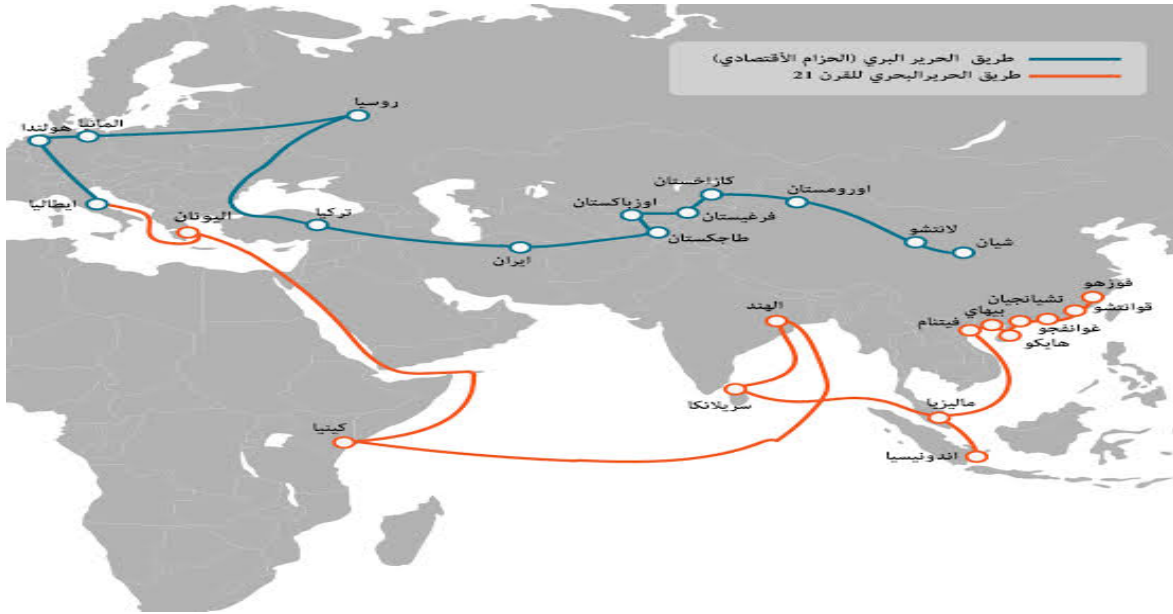 طريق الحرير البري (الحزام الأقتصادي)
طريق الحريرالبحري للقرن 21
روسيا
المانيا
هولندا
ايطاليا
اليونان
تركيا
ايران
كازاخستان
اوزباكستان
فرغيستان
طاجكستان
اورومستان
لانتشو
شيان
فوزهو
قوانتشو
تشيانجيان
غوانفجو
بيهاي
هايكو
فيتنام
الهند
سريلانكا
ماليزيا
اندونيسيا
كينيا